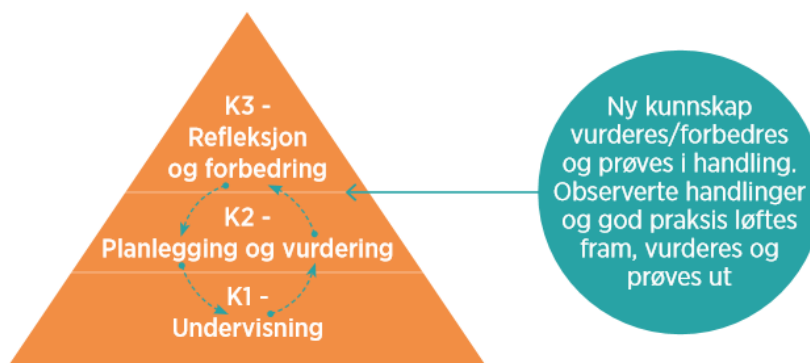 K3 -
Refleksjon
og forbedring
K2 -
Planlegging og vurdering
K1 -
Undervisning
Ny kunnskap
vurderes/forbedres
og prøves i handling.
Observerte handlinger
og god praksis løftes
fram, vurderes og
prøves ut